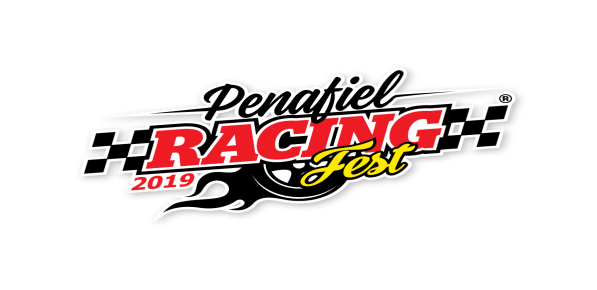 Penafiel
RACING ®
Fest
2019